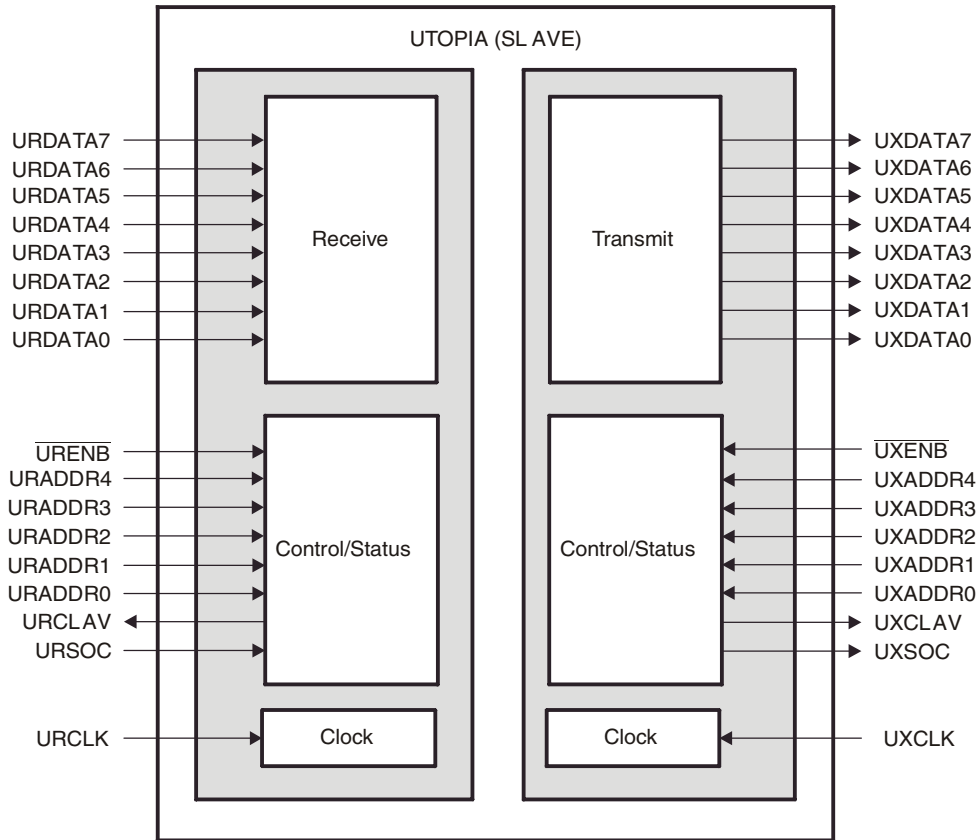 UTOPIA (SL AVE)
URDATA7
URDATA6
URDATA5
URDATA4
URDATA3
URDATA2
URDATA1
URDATA0
Receive
Transmit
UXDATA7
UXDATA6
UXDATA5
UXDATA4
UXDATA3
UXDATA2
UXDATA1
UXDATA0
URENB
URADDR4
URADDR3
URADDR2
URADDR1
URADDR0
URCLAV
URSOC
Control/Status
Control/Status
UXENB
UXADDR4
UXADDR3
UXADDR2
UXADDR1
UXADDR0
UXCLAV
UXSOC
URCLK
Clock
Clock
UXCLK